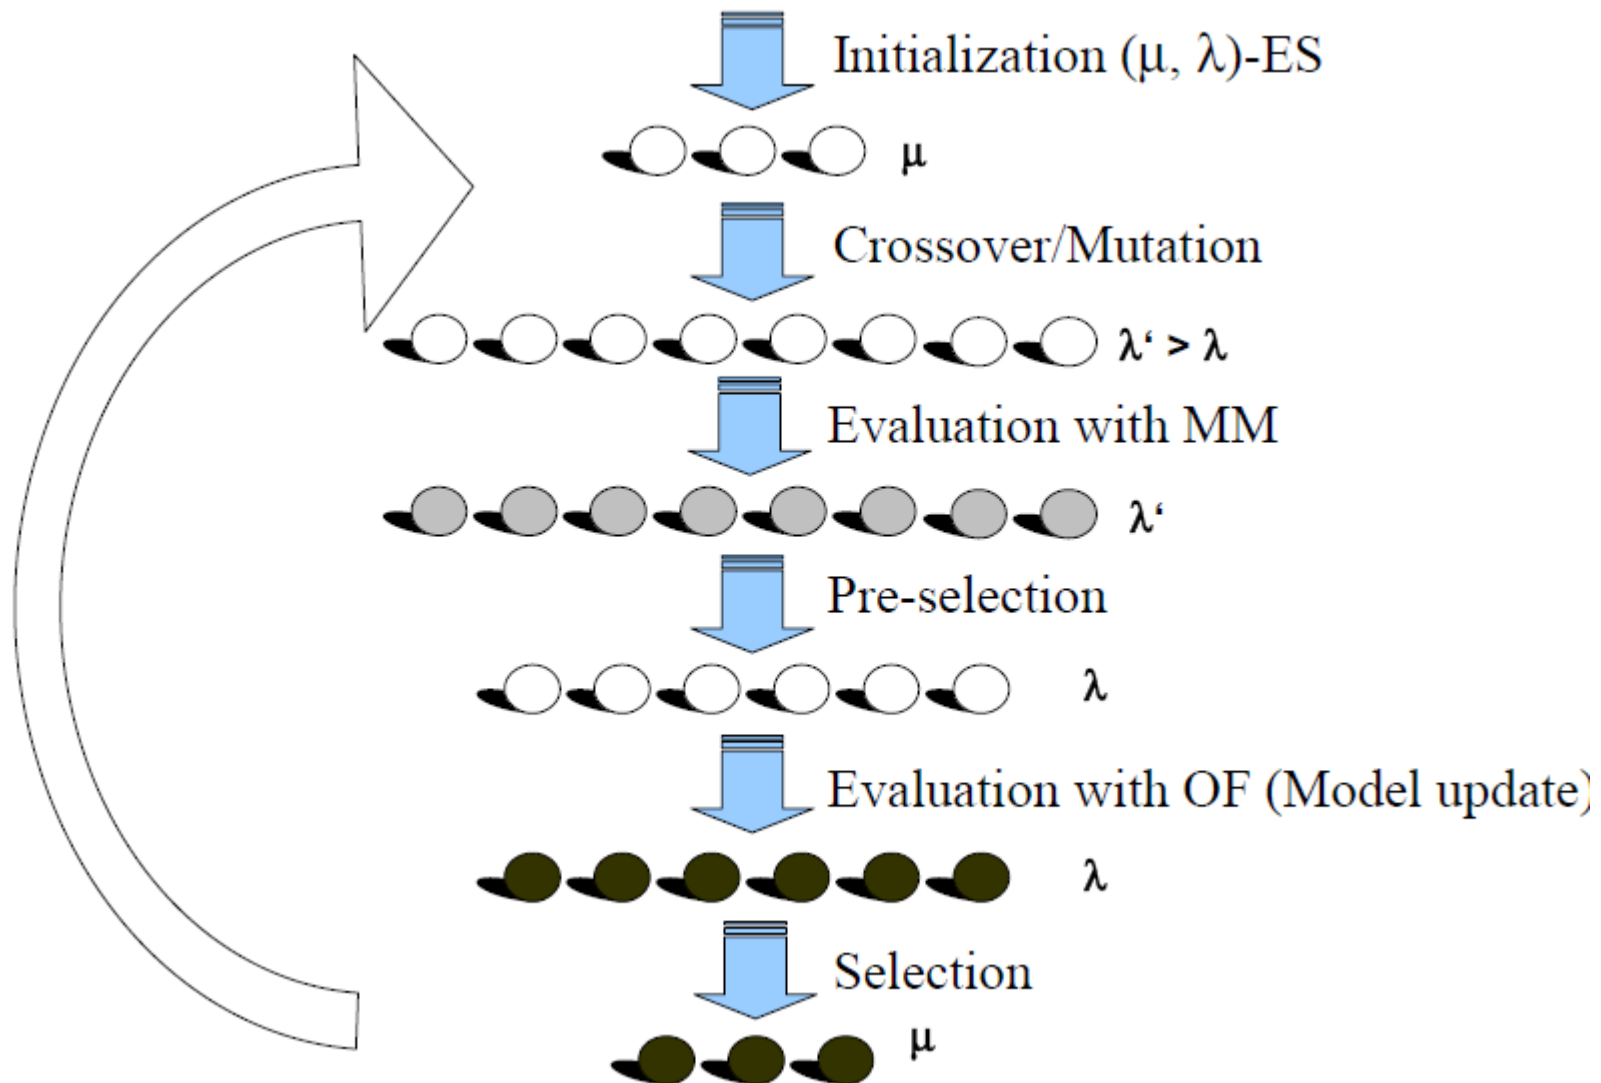 Initialization (μ, λ)-ES
μ
Crossover/Mutation
λ‘ > λ
Evaluation with MM
λ‘
Pre-selection
λ
Evaluation with OF (Model update)
λ
Selection
μ